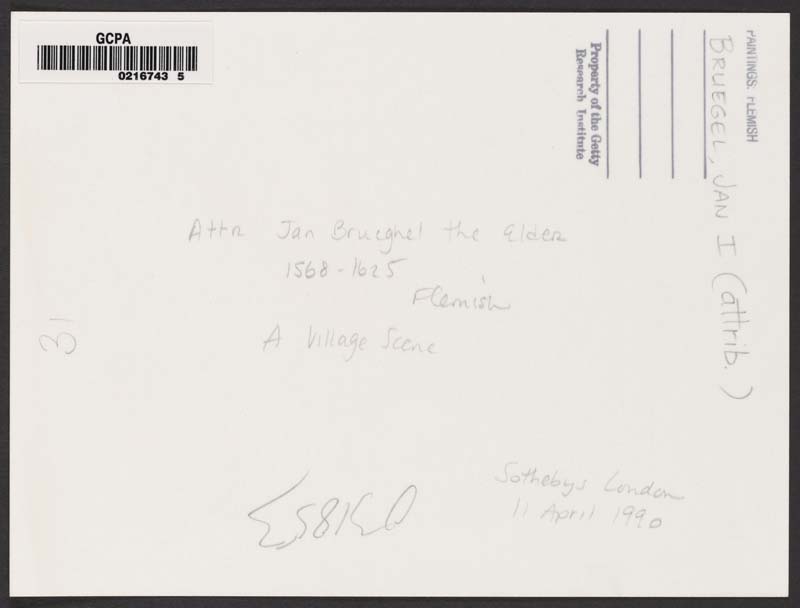 GCPA
0216743 5
PAINTINGS: FLEMISH
BRUEGEL, JAN I (attrib.)
Property of the Getty
Research Institute
Attr Jan Brueghel the Elder
1568-1625
Flemish
A Village Scene
31
Sothebys London
11 April 1990